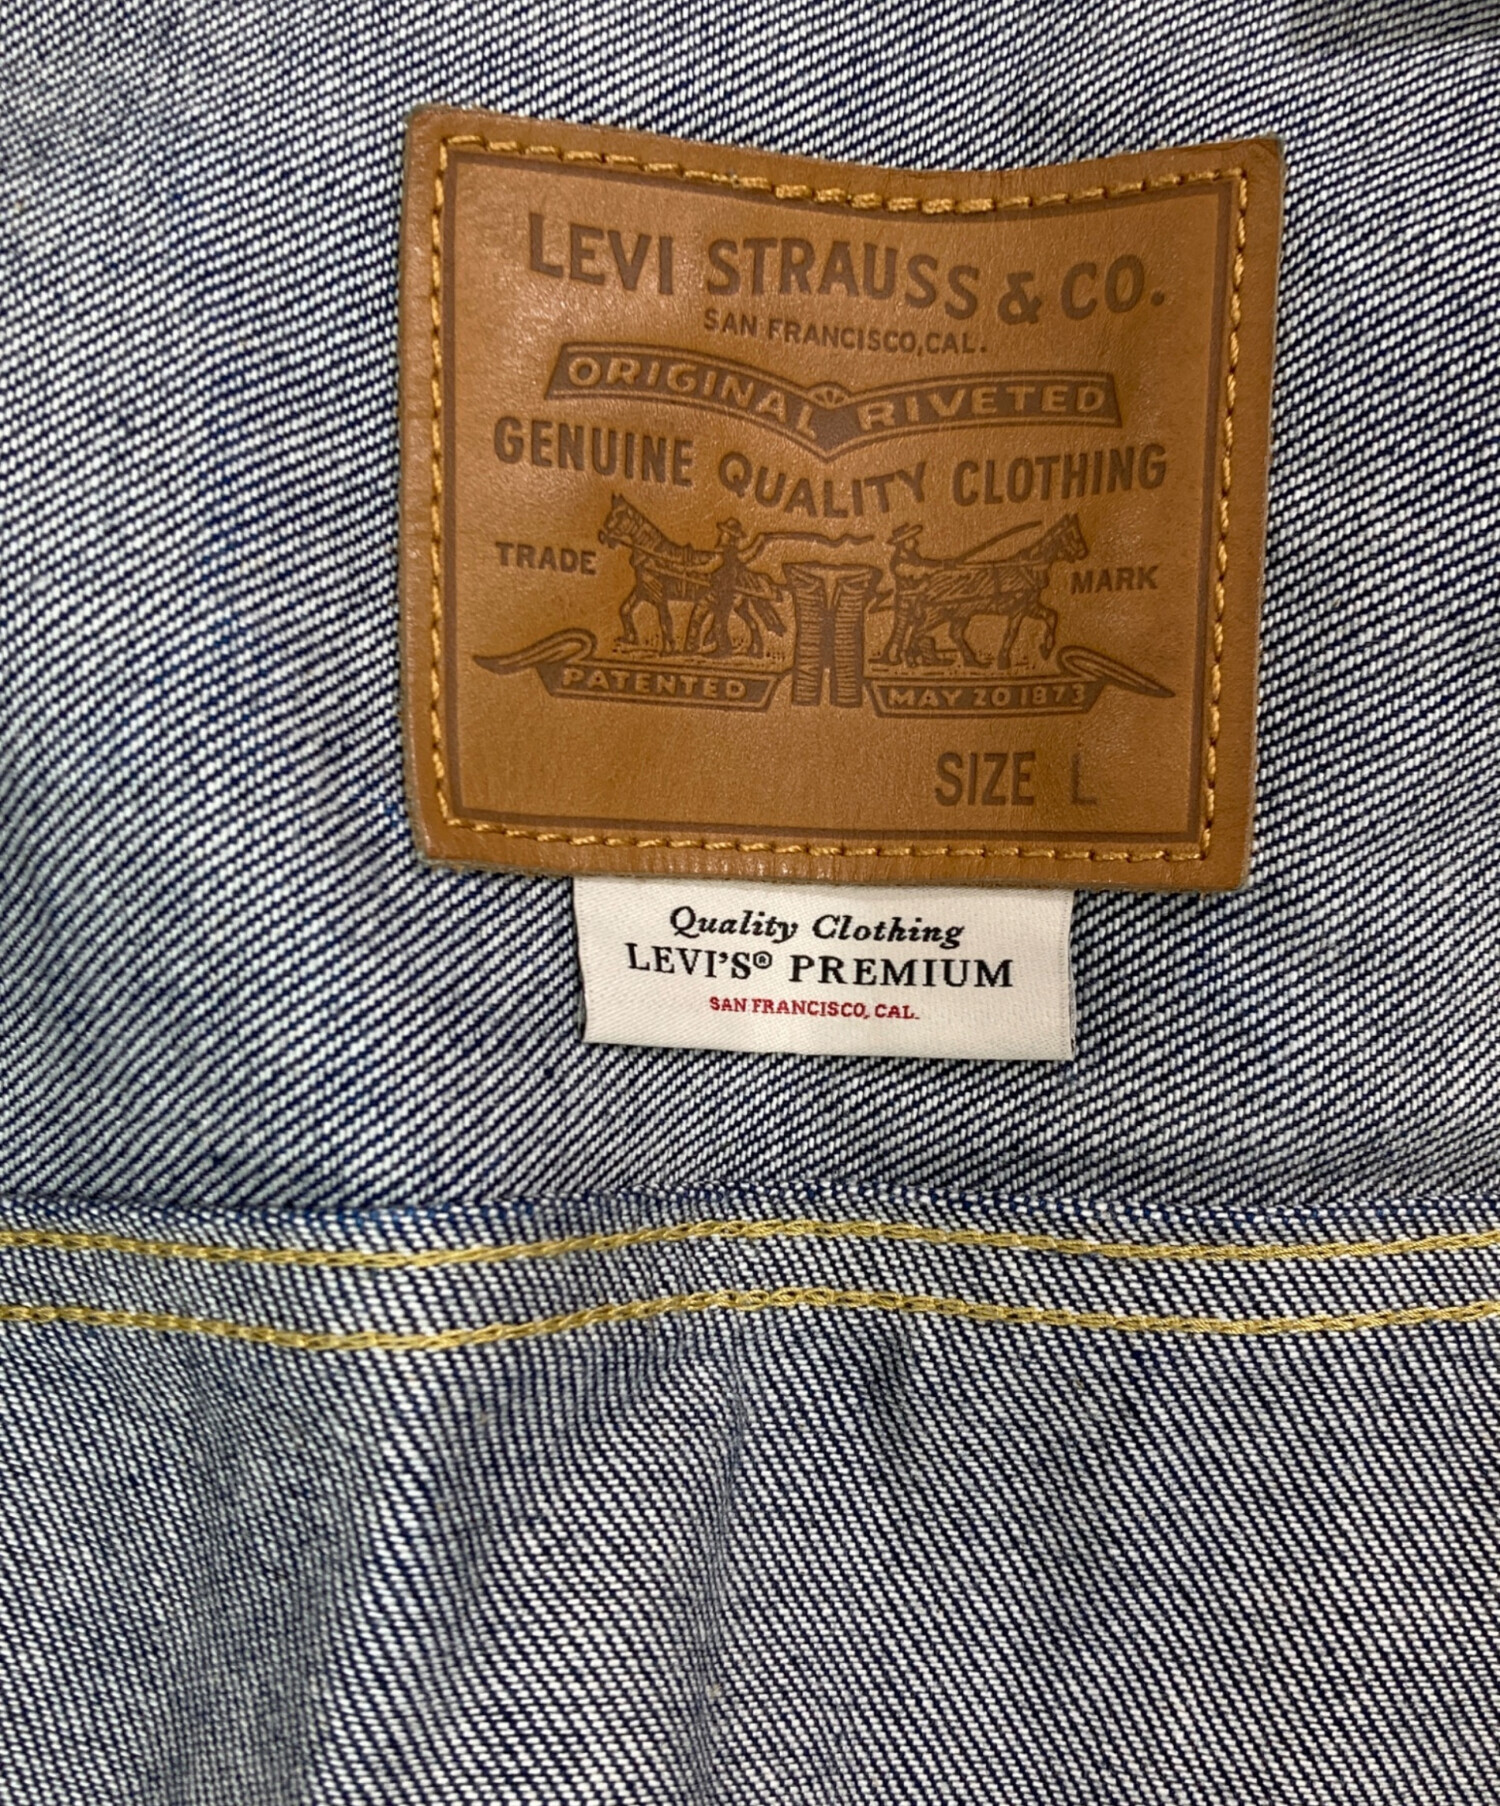 LEVI STRAUSS & CO.
SAN FRANCISCO, CAL.
ORIGINAL RIVETED
GENUINE QUALITY CLOTHING
TRADE MARK
PATENTED MAY 20 1873
SIZE L
Quality Clothing
LEVI'S® PREMIUM
SAN FRANCISCO, CAL.